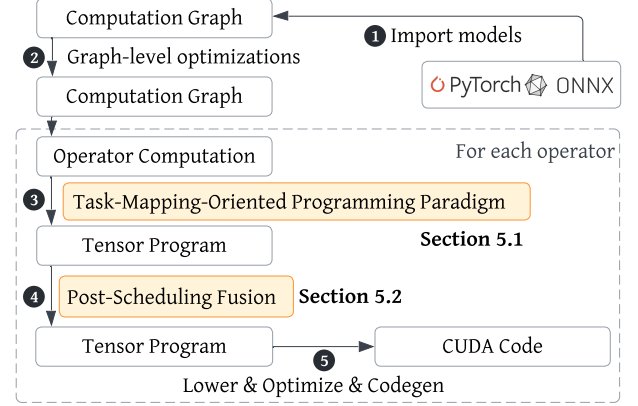 Computation Graph
1 Import models
2 Graph-level optimizations
PyTorch ONNX
Computation Graph
Operator Computation
For each operator
3 Task-Mapping-Oriented Programming Paradigm
Tensor Program
Section 5.1
4 Post-Scheduling Fusion Section 5.2
Tensor Program
5
CUDA Code
Lower & Optimize & Codegen